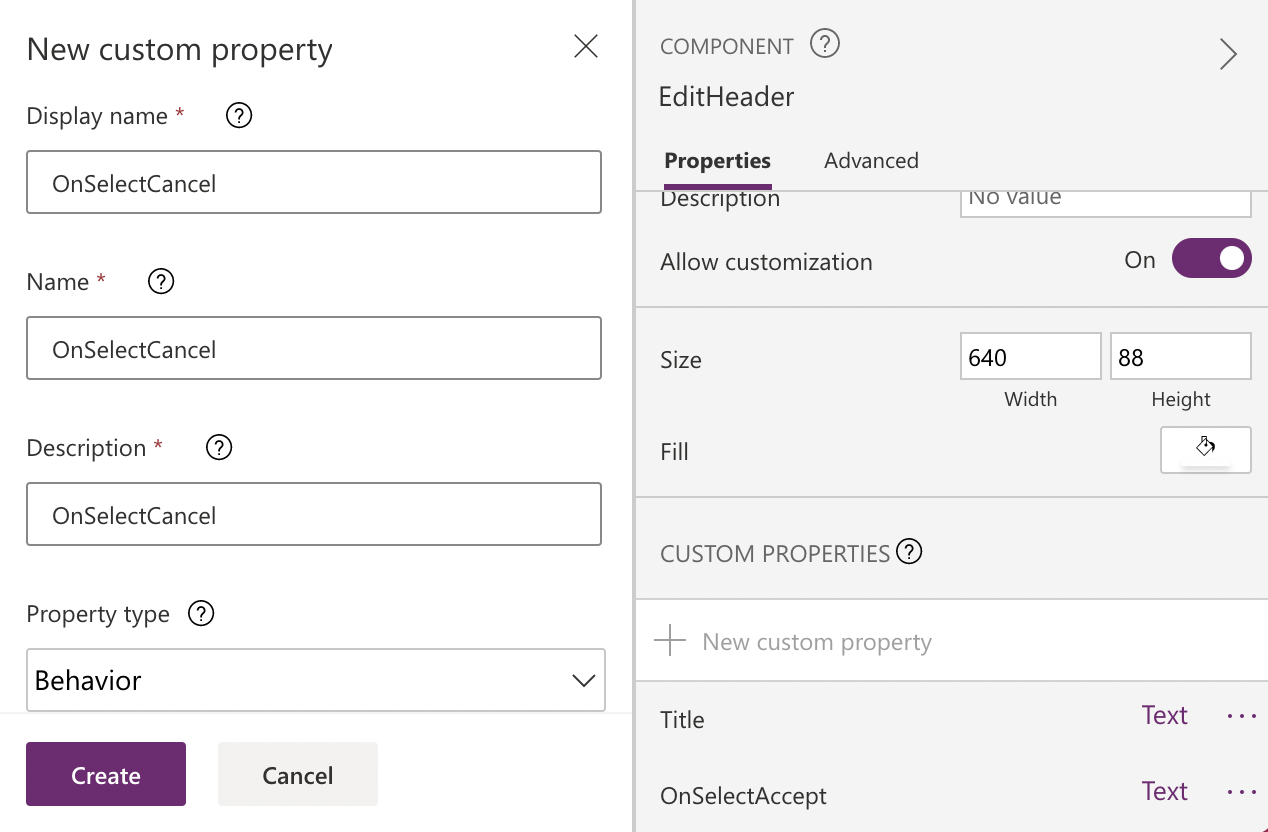 New custom property
Display name *
OnSelectCancel
Name *
OnSelectCancel
Description *
OnSelectCancel
Property type
Behavior
Create
Cancel
COMPONENT
EditHeader
Properties
Advanced
Description
No value
Allow customization
On
Size
640
88
Width
Height
Fill
CUSTOM PROPERTIES
New custom property
Title
Text
OnSelectAccept
Text